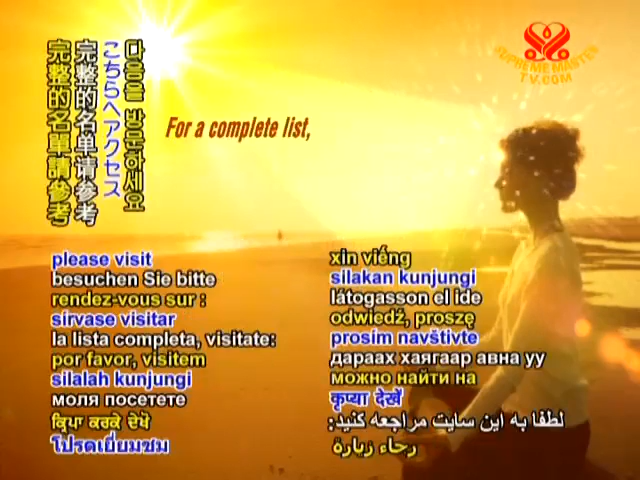 SUPREME MASTER
TV.COM
完整的名單請參考
完整的名单请参考
こちらへアクセス
다음을 방문하세요
For a complete list,
please visit
besuchen Sie bitte
rendez-vous sur :
sírvase visitar
la lista completa, visitate:
por favor, visitem
silalah kunjungi
моля посетете
ਕ੍ਰਿਪਾ ਕਰਕੇ ਦੇਖੋ
โปรดเยี่ยมชม
xin viếng
silakan kunjungi
látogasson el ide
odwiedź, proszę
prosím navštivte
дараах хаягаар авна уу
можно найти на
कृप्या देखें
لطفا به این سایت مراجعه کنید:
رجاء زيارة